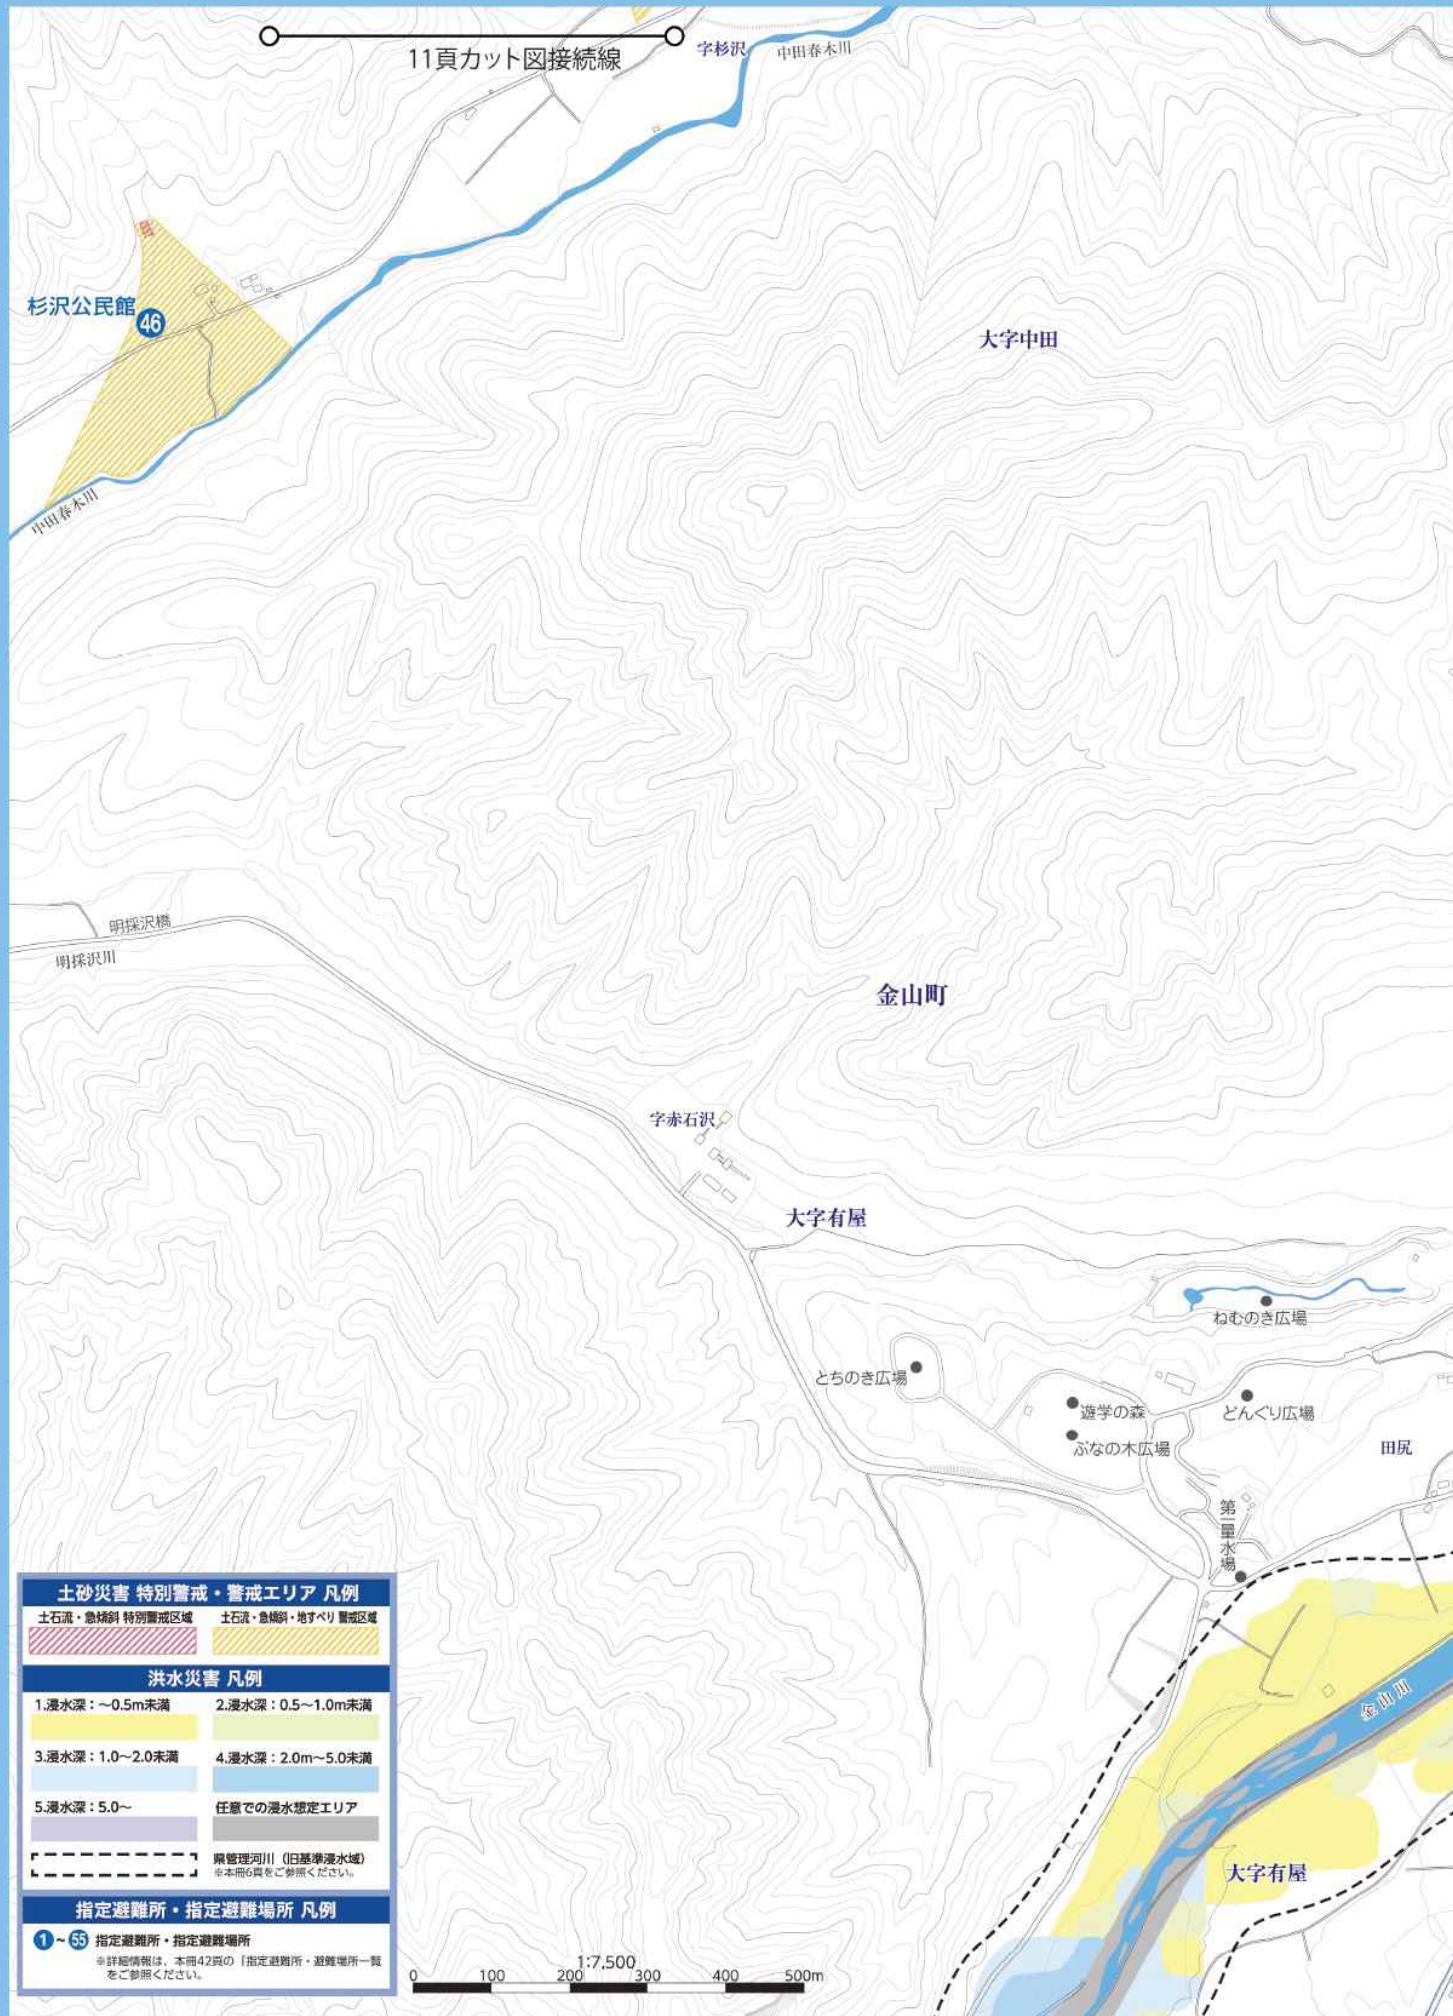 11頁カット図接続線
字杉沢
中田春木川
杉沢公民館
46
大字中田
中田春木川
明採沢橋
明採沢川
金山町
字赤石沢
大字有屋
ねむのき広場
とちのき広場
遊学の森
どんぐり広場
ぶなの木広場
田尻
第一量水場
金山川
大字有屋
土砂災害 特別警戒・警戒エリア 凡例
土石流・急傾斜 特別警戒区域
土石流・急傾斜・地すべり 警戒区域
洪水災害 凡例
1.浸水深：～0.5m未満
2.浸水深：0.5～1.0m未満
3.浸水深：1.0～2.0未満
4.浸水深：2.0m～5.0未満
5.浸水深：5.0～
任意での浸水想定エリア
県管理河川（旧基準浸水域）
※本冊6頁をご参照ください。
指定避難所・指定避難場所 凡例
1～55 指定避難所・指定避難場所
※詳細情報は、本冊42頁の「指定避難所・避難場所一覧
をご参照ください。
1:7,500
0 100 200 300 400 500m